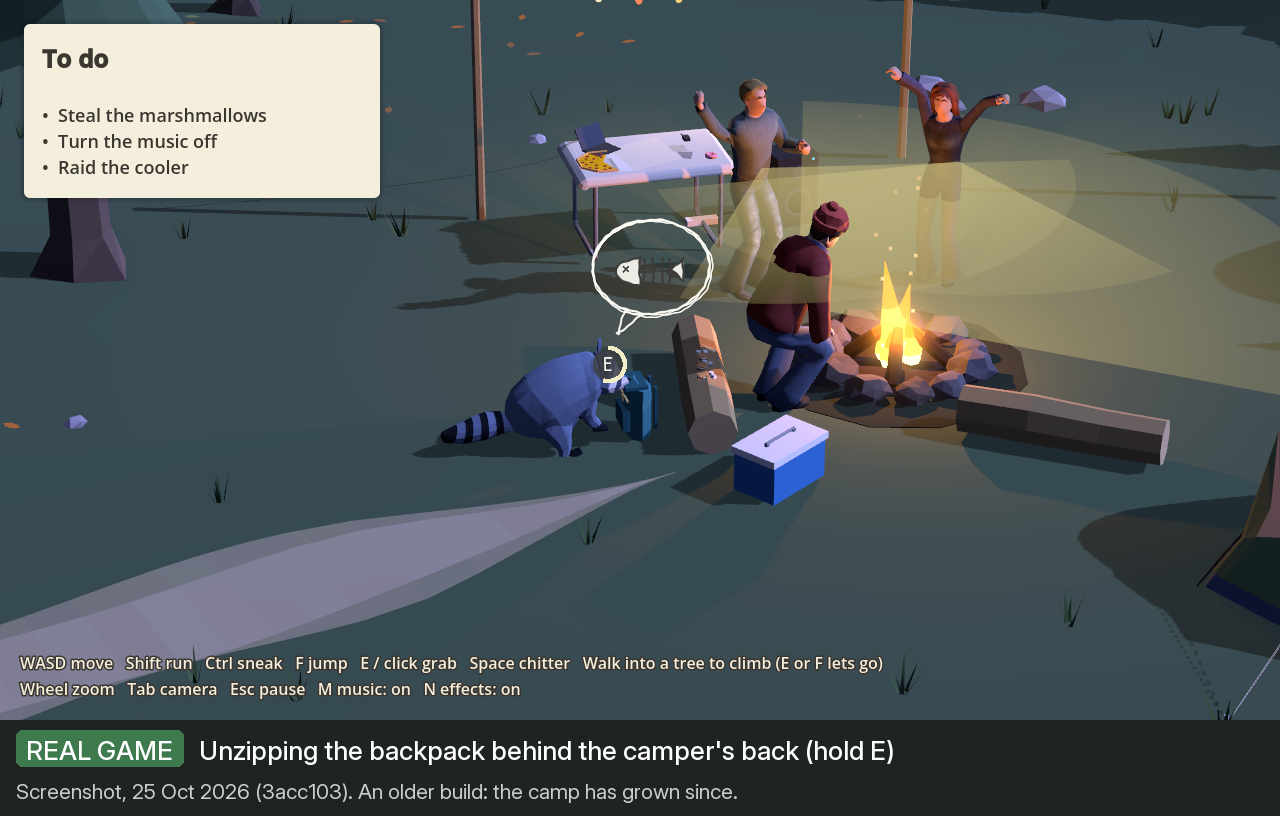 To do
• Steal the marshmallows
• Turn the music off
• Raid the cooler
E
WASD move Shift run Ctrl sneak F jump E / click grab Space chitter Walk into a tree to climb (E or F lets go)
Wheel zoom Tab camera Esc pause M music: on N effects: on
REAL GAME Unzipping the backpack behind the camper's back (hold E)
Screenshot, 25 Oct 2026 (3acc103). An older build: the camp has grown since.